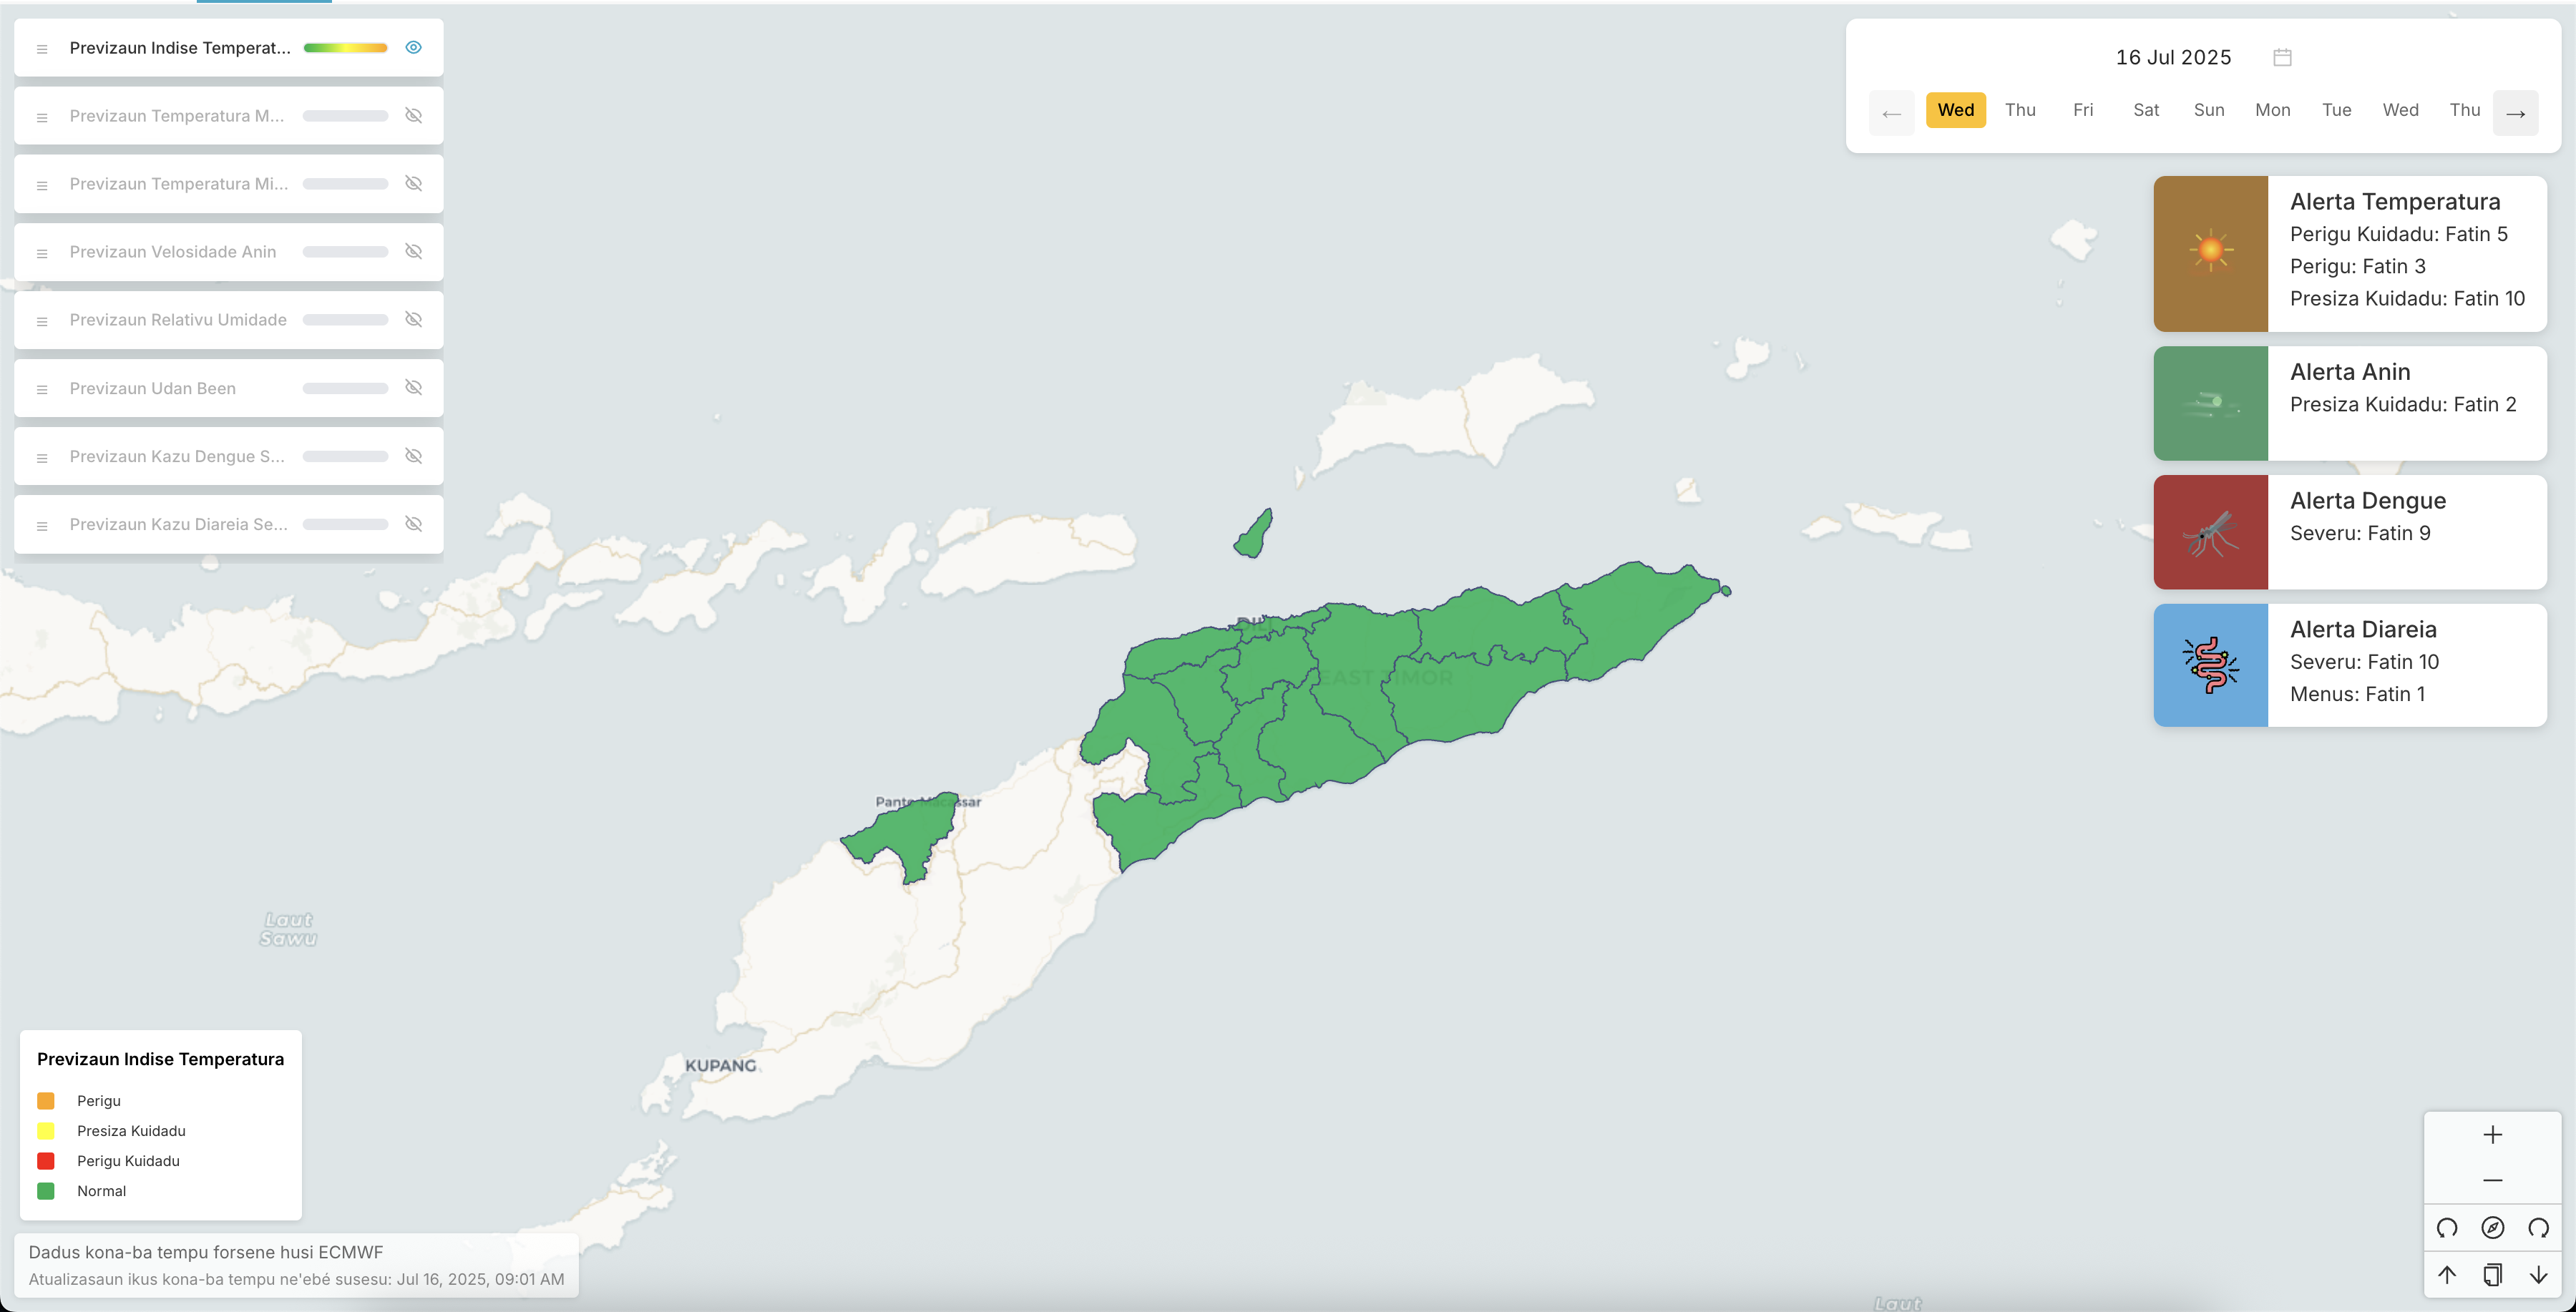 Previzaun Indise Temperat...
Previzaun Temperatura M...
Previzaun Temperatura Mi...
Previzaun Velosidade Anin
Previzaun Relativu Umidade
Previzaun Udan Been
Previzaun Kazu Dengue S...
Previzaun Kazu Diareia Se...
16 Jul 2025
← Wed Thu Fri Sat Sun Mon Tue Wed Thu →
Alerta Temperatura
Perigu Kuidadu: Fatin 5
Perigu: Fatin 3
Presiza Kuidadu: Fatin 10
Alerta Anin
Presiza Kuidadu: Fatin 2
Alerta Dengue
Severu: Fatin 9
Alerta Diareia
Severu: Fatin 10
Menus: Fatin 1
DILI
EAST TIMOR
Pante Macassar
Laut
Sawu
KUPANG
Laut
Previzaun Indise Temperatura
Perigu
Presiza Kuidadu
Perigu Kuidadu
Normal
Dadus kona-ba tempu forsene husi ECMWF
Atualizasaun ikus kona-ba tempu ne'ebé susesu: Jul 16, 2025, 09:01 AM